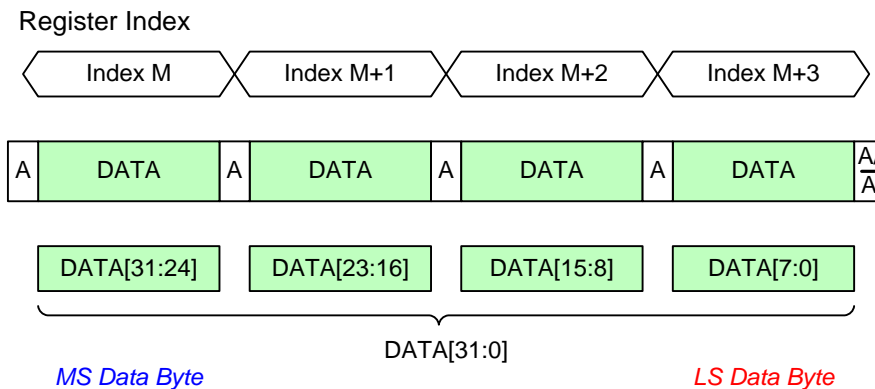 Register Index
Index M Index M+1 Index M+2 Index M+3
A DATA A DATA A DATA A DATA
A
DATA[31:24] DATA[23:16] DATA[15:8] DATA[7:0]
DATA[31:0]
MS Data Byte LS Data Byte